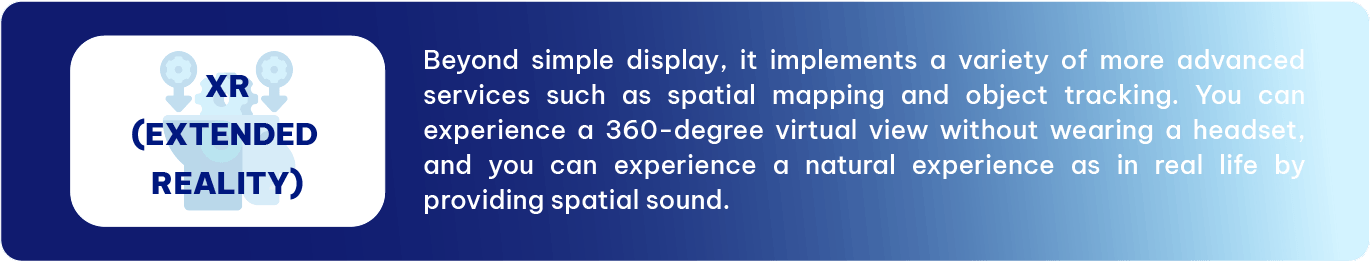 XR
(EXTENDED
REALITY)
Beyond simple display, it implements a variety of more advanced
services such as spatial mapping and object tracking. You can
experience a 360-degree virtual view without wearing a headset,
and you can experience a natural experience as in real life by
providing spatial sound.